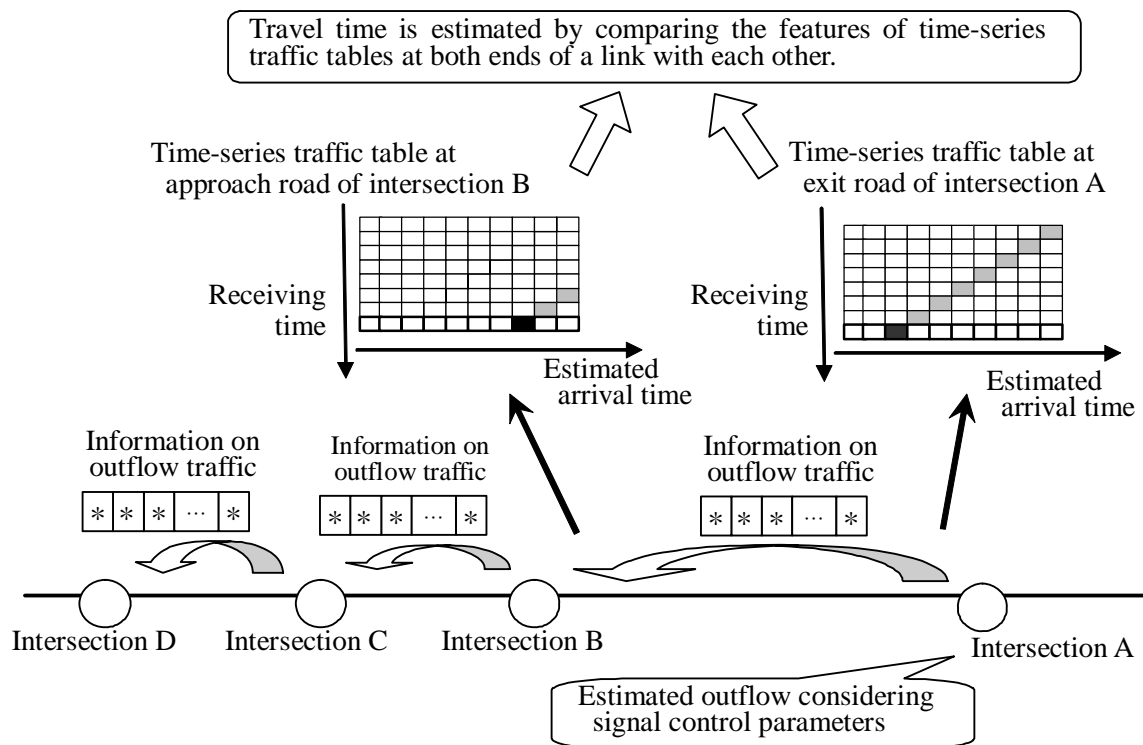 Travel time is estimated by comparing the features of time-series
traffic tables at both ends of a link with each other.
Time-series traffic table at
approach road of intersection B
Time-series traffic table at
exit road of intersection A
Receiving
time
Estimated
arrival time
Receiving
time
Estimated
arrival time
Information on
outflow traffic
* * * ... *
Information on
outflow traffic
* * * ... *
Information on
outflow traffic
* * * ... *
Intersection D
Intersection C
Intersection B
Intersection A
Estimated outflow considering
signal control parameters